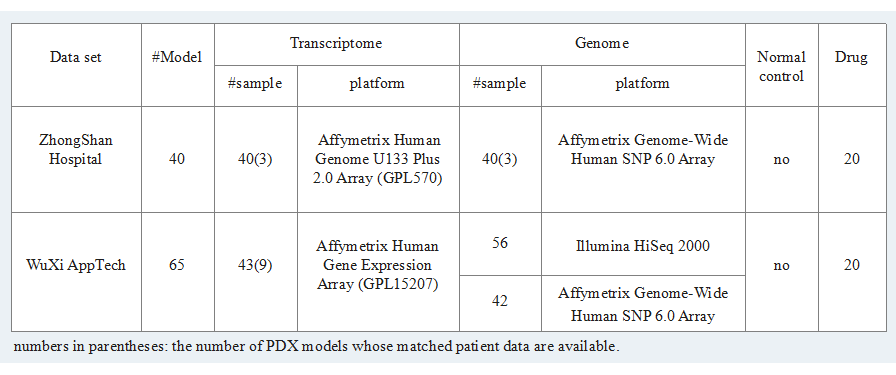 Data set
#Model
Transcriptome
Genome
Normal
control
Drug
#sample
platform
#sample
platform
ZhongShan
Hospital
40
40(3)
Affymetrix Human
Genome U133 Plus
2.0 Array (GPL570)
40(3)
Affymetrix Genome-Wide
Human SNP 6.0 Array
no
20
WuXi AppTech
65
43(9)
Affymetrix Human
Gene Expression
Array (GPL15207)
56
Illumina HiSeq 2000
42
Affymetrix Genome-Wide
Human SNP 6.0 Array
no
20
numbers in parentheses: the number of PDX models whose matched patient data are available.